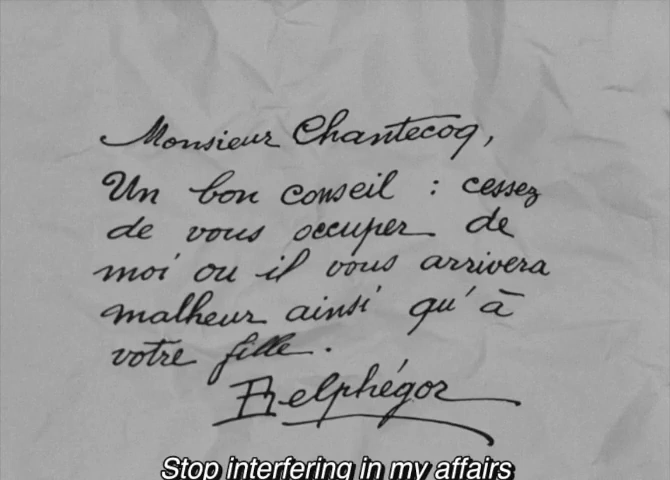 Monsieur Chantecoq,
Un bon conseil : cessez
de vous occuper de
moi ou il vous arrivera
malheur ainsi qu'à
votre fille.
Belphégor
Stop interfering in my affairs